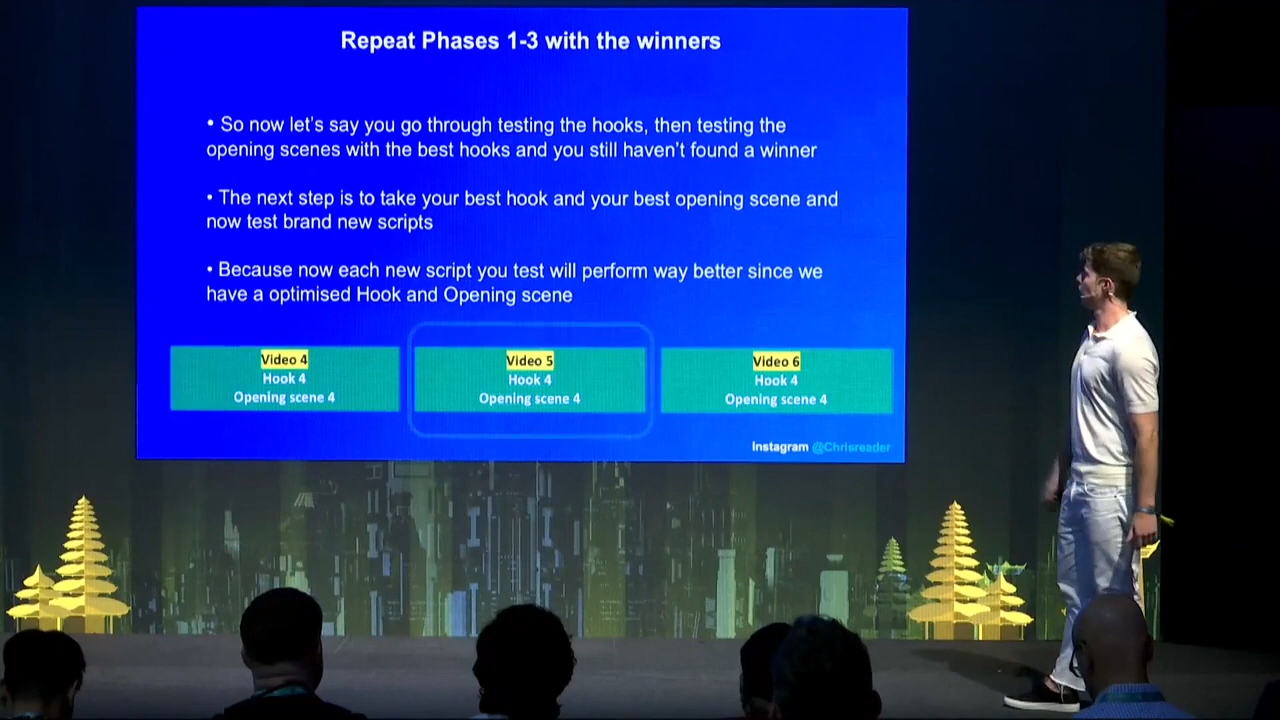 Repeat Phases 1-3 with the winners
• So now let's say you go through testing the hooks, then testing the
opening scenes with the best hooks and you still haven't found a winner
• The next step is to take your best hook and your best opening scene and
now test brand new scripts
• Because now each new script you test will perform way better since we
have a optimised Hook and Opening scene
Video 4
Hook 4
Opening scene 4
Video 5
Hook 4
Opening scene 4
Video 6
Hook 4
Opening scene 4
Instagram @Chrisreader